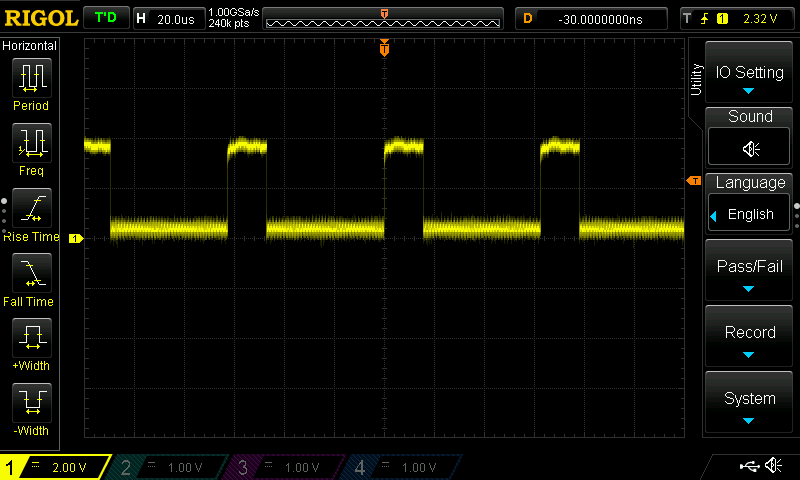 RIGOL T'D H 20.0us 1.00GSa/s 240k pts T D -30.0000000ns T 1 2.32 V
Horizontal
Period
Freq
Rise Time
Fall Time
+Width
-Width
T
T
1
Utility
IO Setting
Sound
Language
English
Pass/Fail
Record
System
1 2.00 V 2 1.00 V 3 1.00 V 4 1.00 V